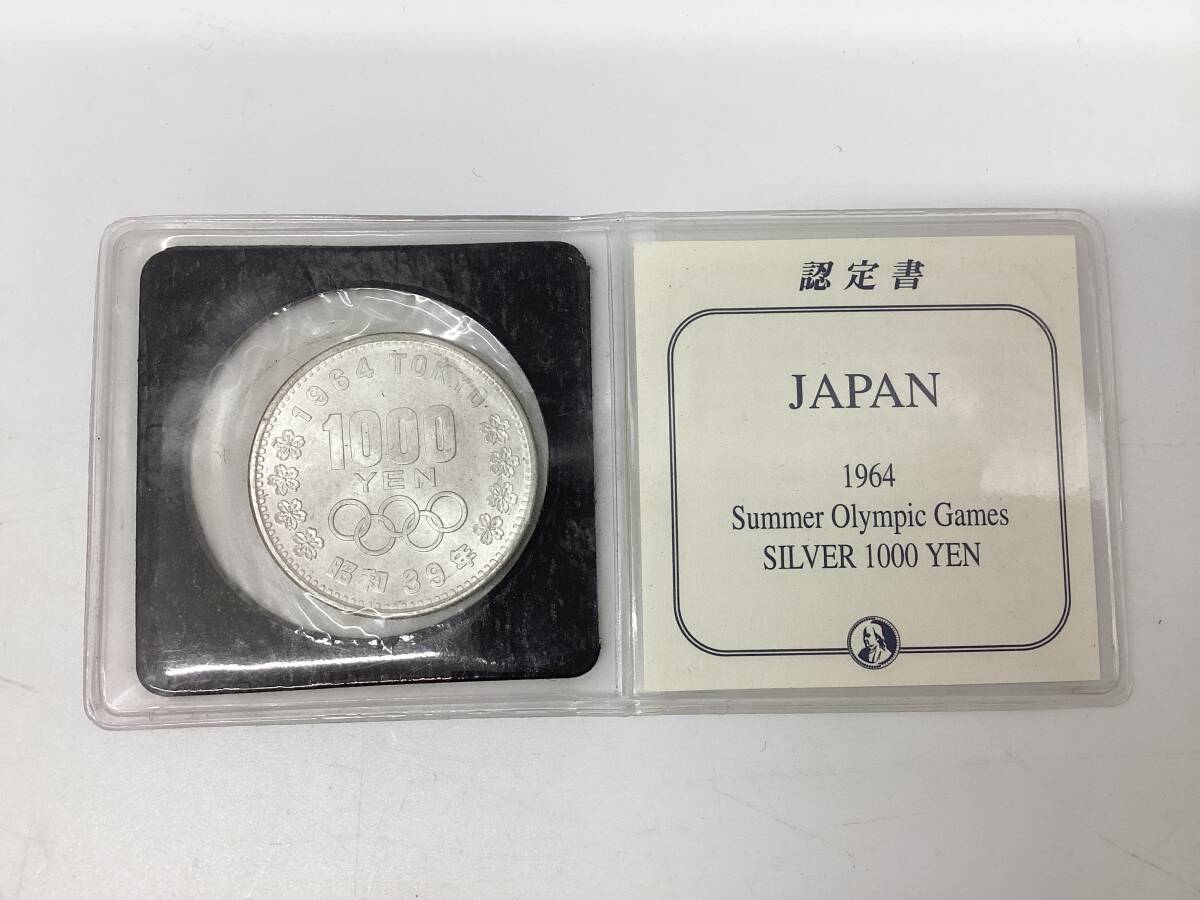 1964 TOKYO
1000
YEN
昭和 39年
認定書
JAPAN
1964
Summer Olympic Games
SILVER 1000 YEN